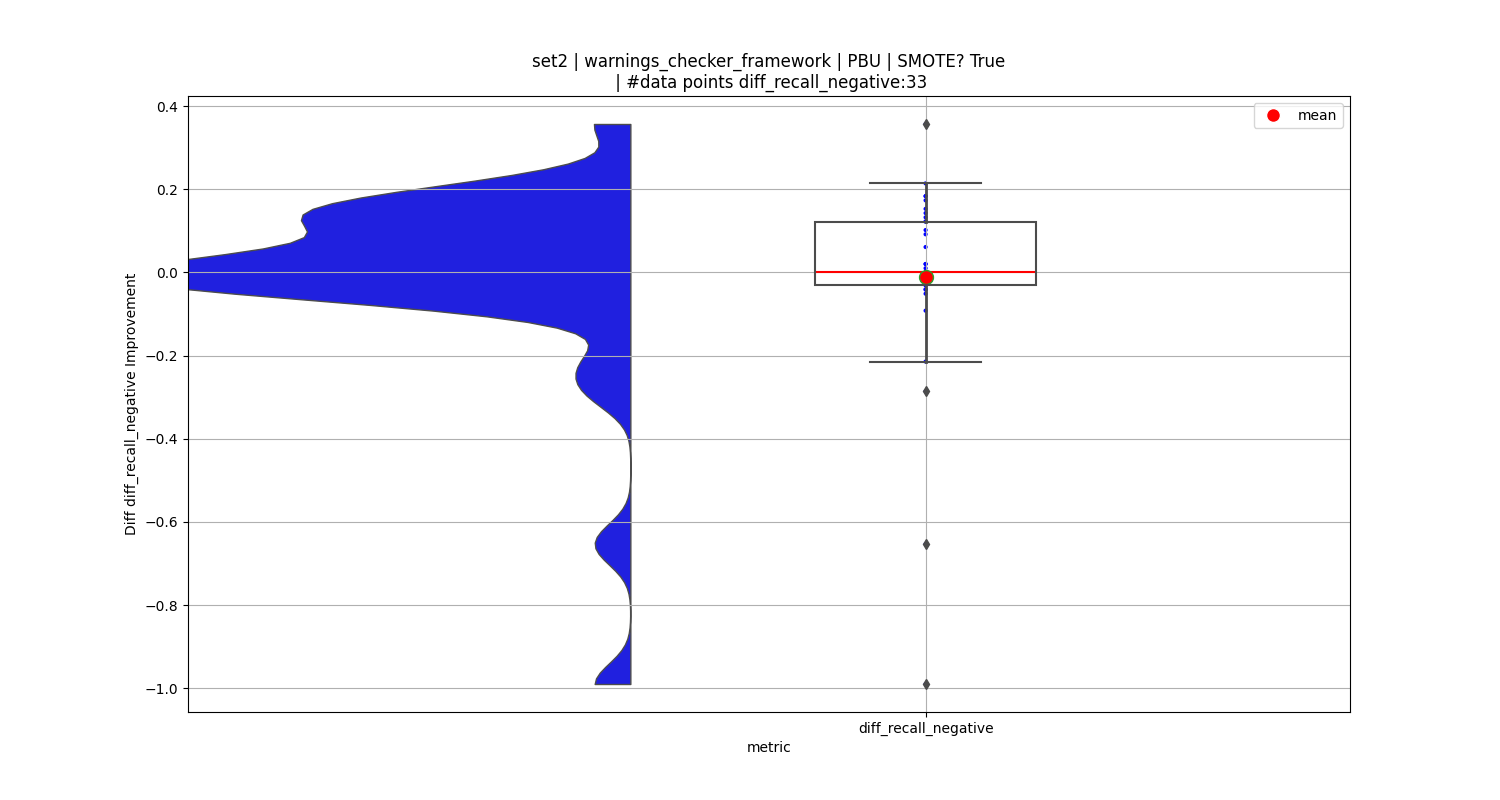 set2 | warnings_checker_framework | PBU | SMOTE? True
| #data points diff_recall_negative:33
mean
0.4
0.2
0.0
−0.2
−0.4
−0.6
−0.8
−1.0
Diff diff_recall_negative Improvement
diff_recall_negative
metric